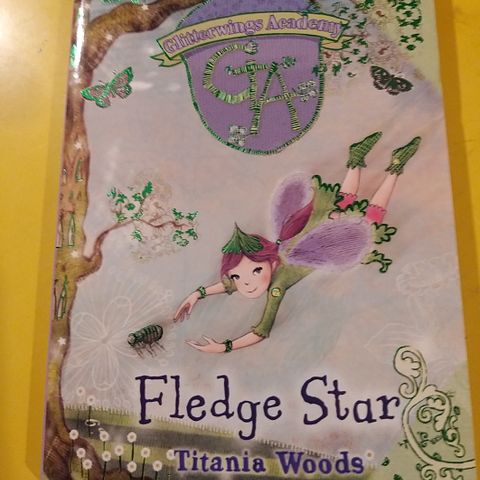 Glitterwings Academy
GA
Fledge Star
Titania Woods